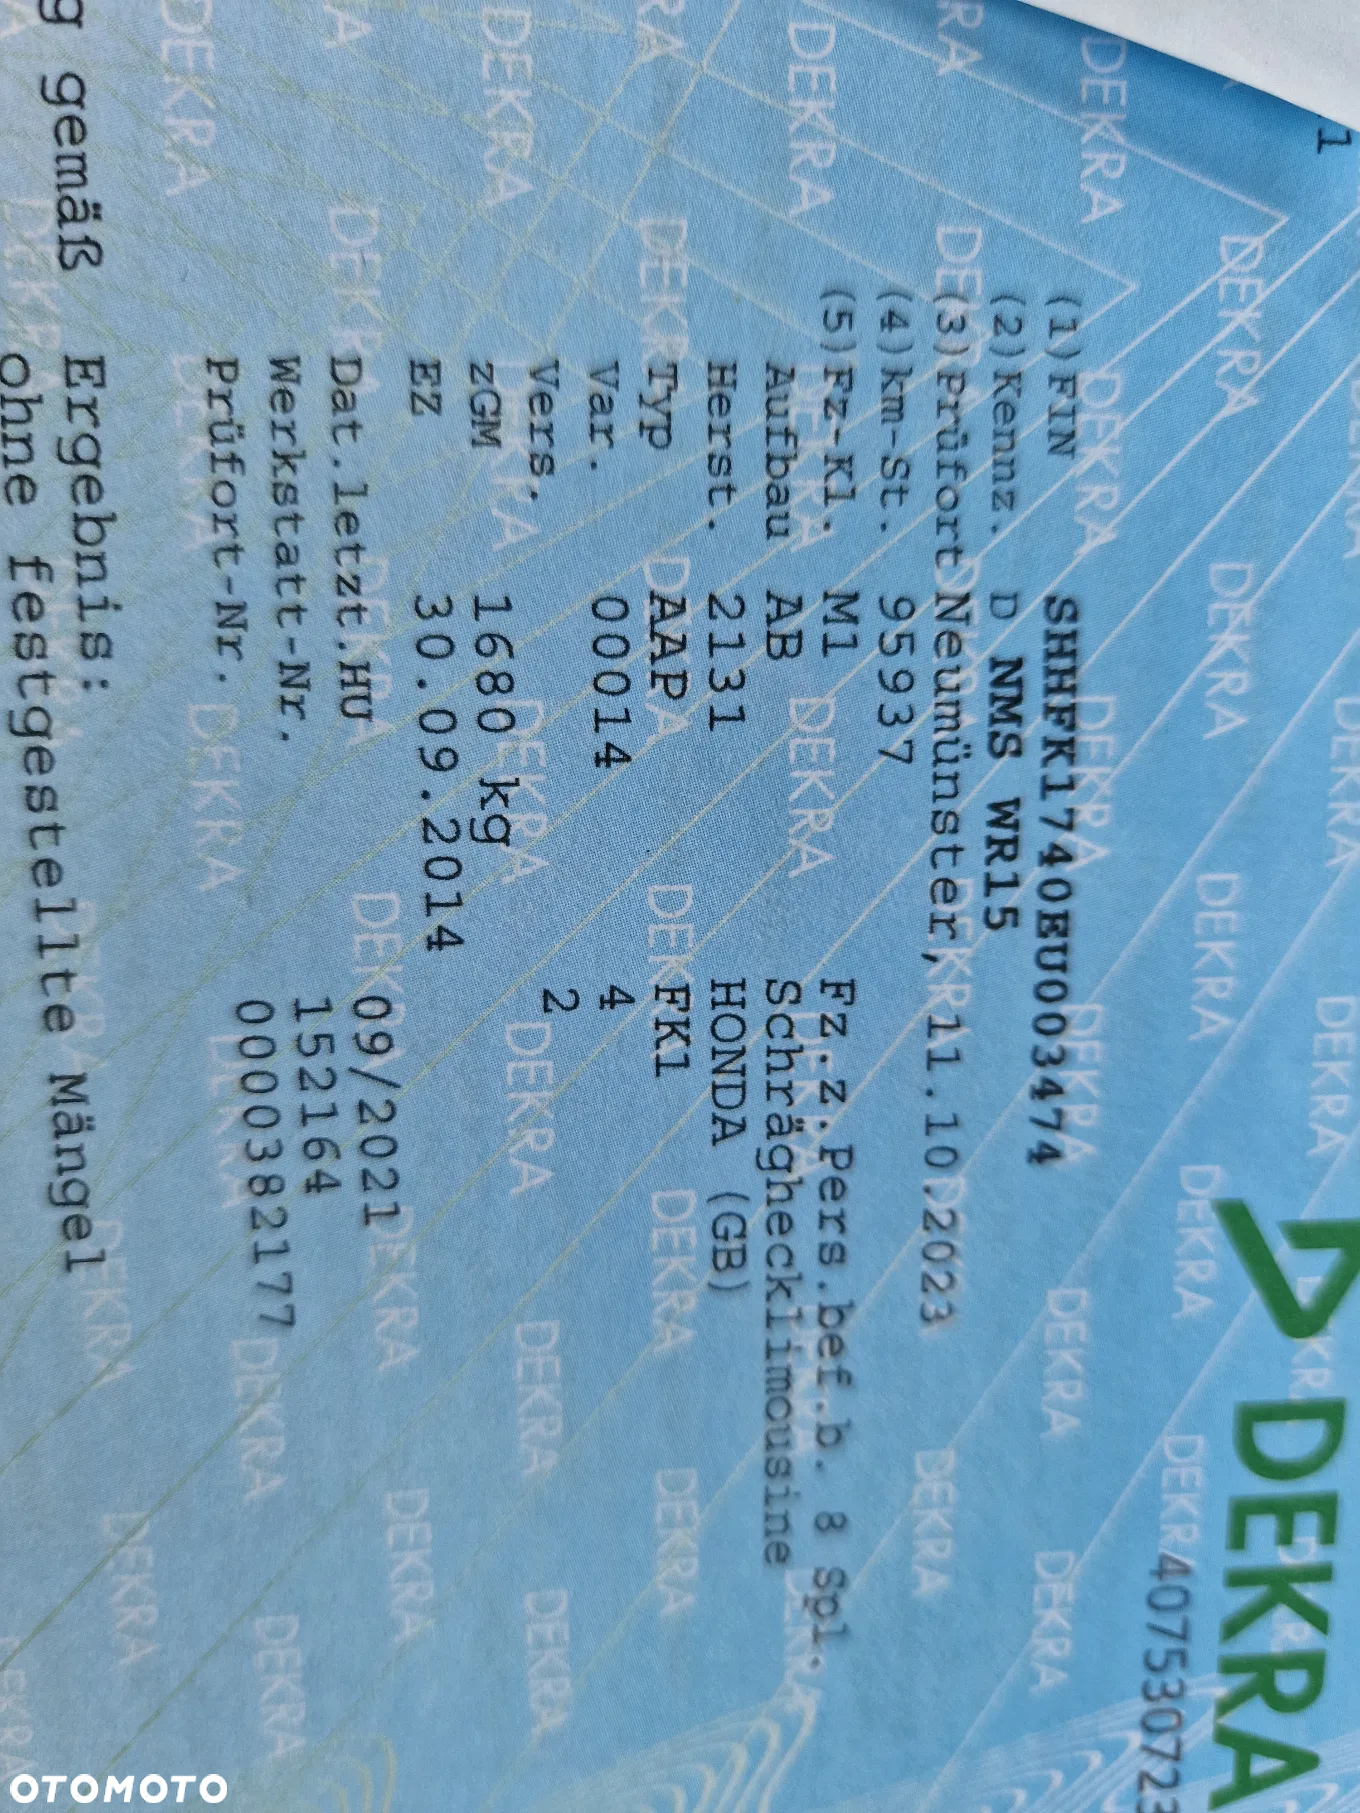 DEKRA
407530723
(1)FIN SHHFK1740EU003474
(2)Kennz. D NMS WR15
(3)Prüfort Neumünster, 11.10.2023
(4)km-St. 95937
(5)Fz-Kl. M1 Fz.z.Pers.bef.b. 8 Spl.
Aufbau AB Schräghecklimousine
Herst. 2131 HONDA (GB)
Typ DAAP FK1
Var. 00014 4
Vers. 2
zGM 1680 kg
EZ 30.09.2014
Dat.letzt.HU 09/2021
Werkstatt-Nr. 152164
Prüfort-Nr. 0000382177
gemäß Ergebnis:
ohne festgestellte Mängel
OTOMOTO